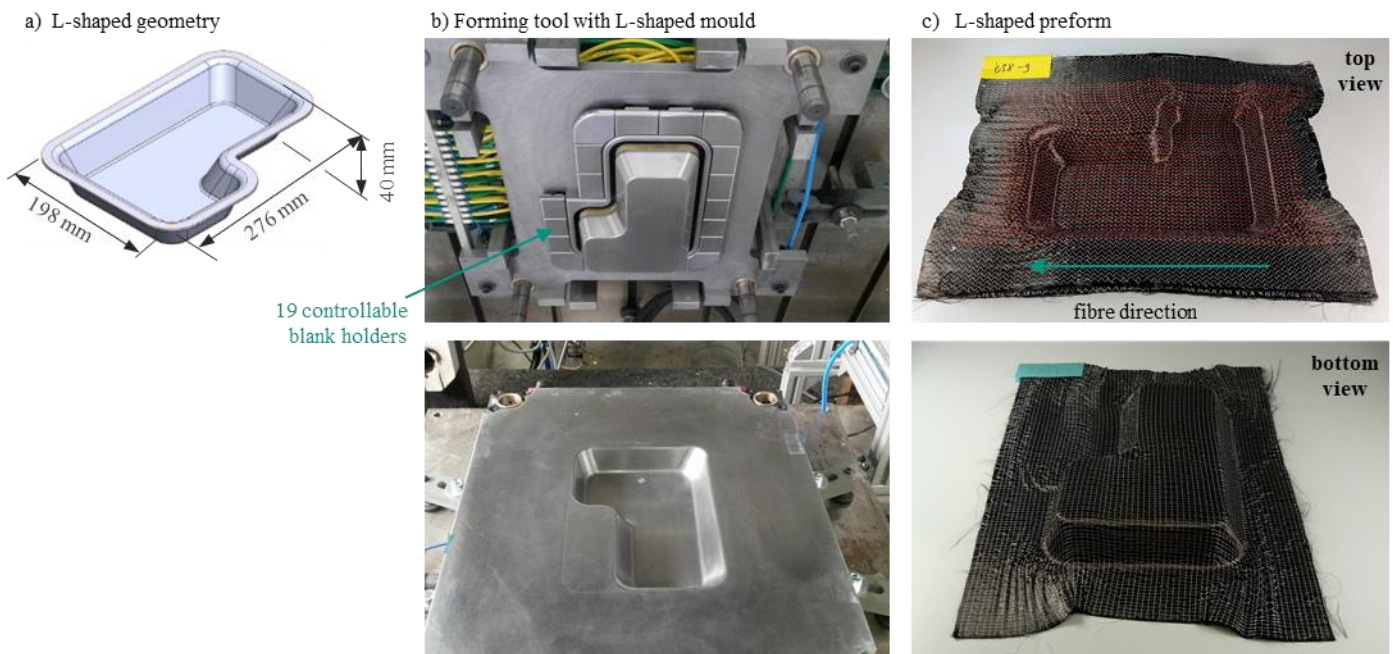 a) L-shaped geometry
198 mm
276 mm
40 mm
b) Forming tool with L-shaped mould
19 controllable
blank holders
c) L-shaped preform
top
view
fibre direction
bottom
view